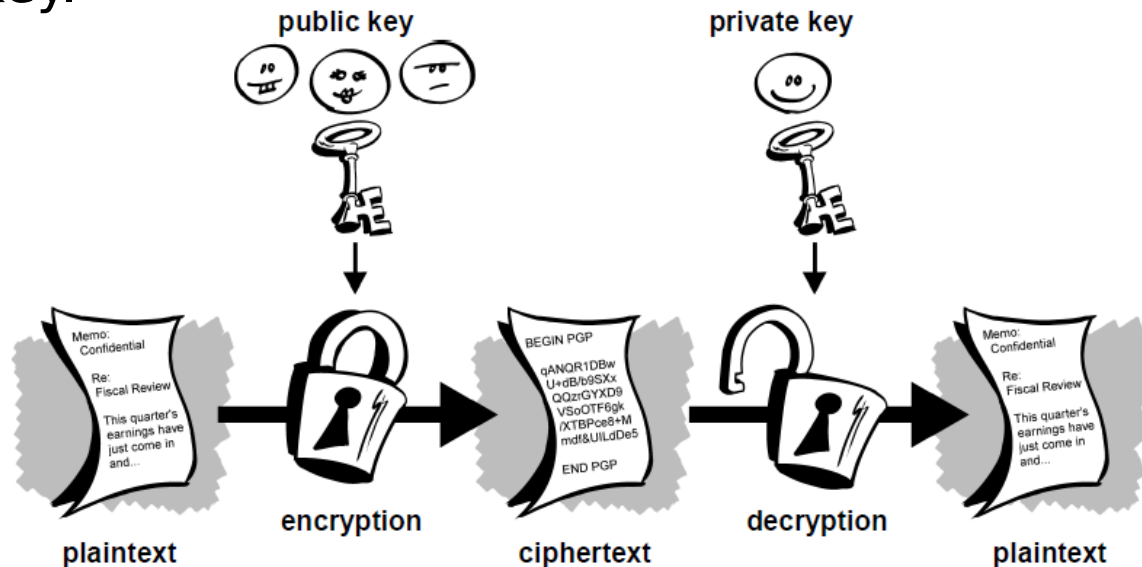 key.
public key
private key
Memo:
Confidential
Re:
Fiscal Review
This quarter's
earnings have
just come in
and...
BEGIN PGP
qANQR1DBw
U+dB/b9SXx
QQzrGYXD9
VSoOTF6gk
/XTBPce8+M
mdf&UILdDe5
END PGP
Memo:
Confidential
Re:
Fiscal Review
This quarter's
earnings have
just come in
and...
encryption
decryption
plaintext
ciphertext
plaintext